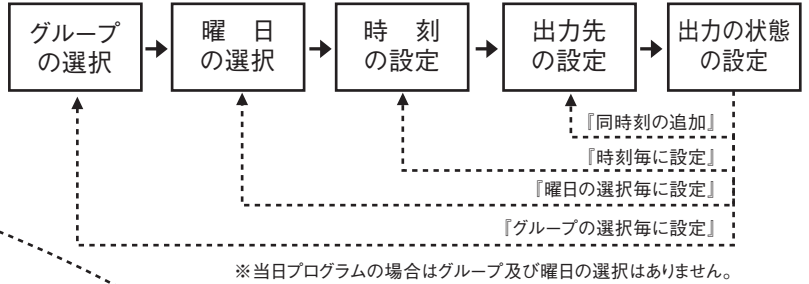 グループ
の選択
曜　日
の選択
時　刻
の設定
出力先
の設定
出力の状態
の設定
『同時刻の追加』
『時刻毎に設定』
『曜日の選択毎に設定』
『グループの選択毎に設定』
※当日プログラムの場合はグループ及び曜日の選択はありません。